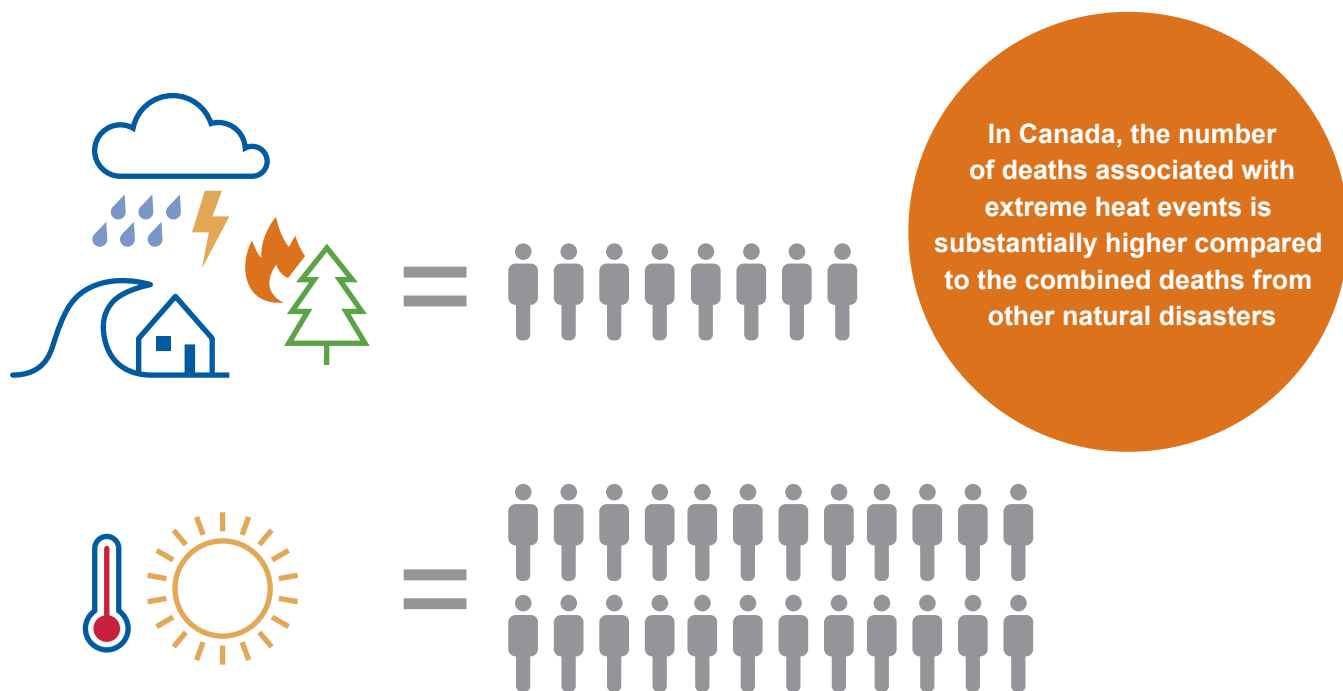 In Canada, the number
of deaths associated with
extreme heat events is
substantially higher compared
to the combined deaths from
other natural disasters